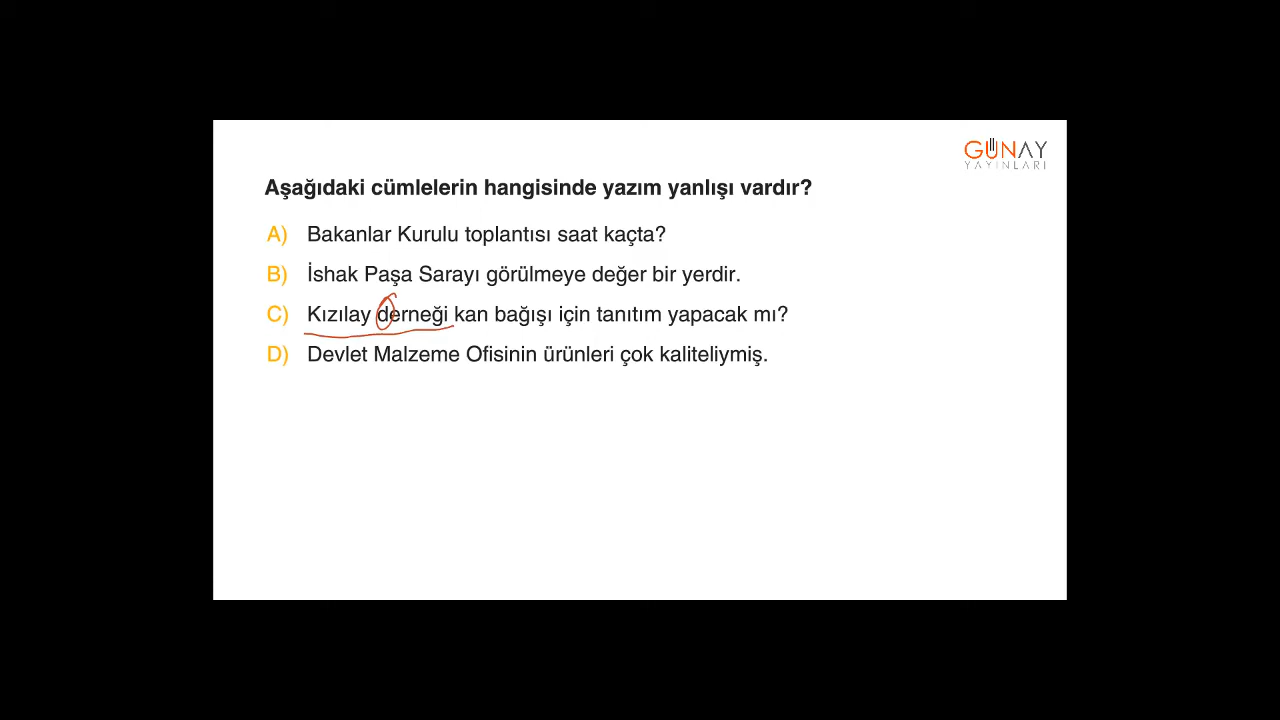 GÜNAY
YAYINLARI
Aşağıdaki cümlelerin hangisinde yazım yanlışı vardır?
A) Bakanlar Kurulu toplantısı saat kaçta?
B) İshak Paşa Sarayı görülmeye değer bir yerdir.
C) Kızılay derneği kan bağışı için tanıtım yapacak mı?
D) Devlet Malzeme Ofisinin ürünleri çok kaliteliymiş.